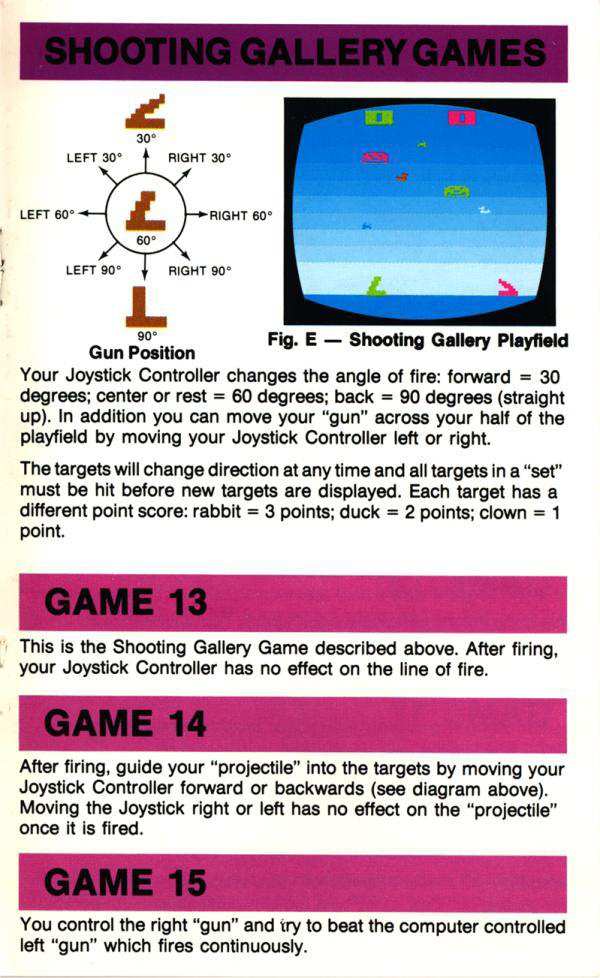 SHOOTING GALLERY GAMES
30°
LEFT 30° RIGHT 30°
LEFT 60° RIGHT 60°
60°
LEFT 90° RIGHT 90°
90°
Gun Position
Fig. E — Shooting Gallery Playfield
Your Joystick Controller changes the angle of fire: forward = 30
degrees; center or rest = 60 degrees; back = 90 degrees (straight
up). In addition you can move your “gun” across your half of the
playfield by moving your Joystick Controller left or right.
The targets will change direction at any time and all targets in a “set”
must be hit before new targets are displayed. Each target has a
different point score: rabbit = 3 points; duck = 2 points; clown = 1
point.
GAME 13
This is the Shooting Gallery Game described above. After firing,
your Joystick Controller has no effect on the line of fire.
GAME 14
After firing, guide your “projectile” into the targets by moving your
Joystick Controller forward or backwards (see diagram above).
Moving the Joystick right or left has no effect on the “projectile”
once it is fired.
GAME 15
You control the right “gun” and try to beat the computer controlled
left “gun” which fires continuously.